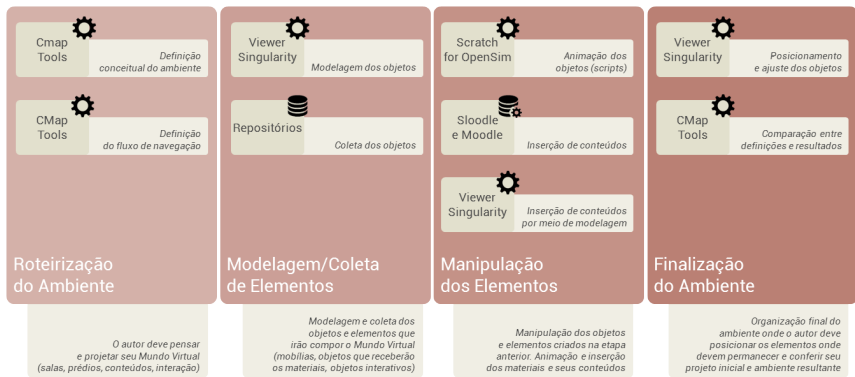 Cmap
Tools
Definição
conceitual do ambiente
CMap
Tools
Definição
do fluxo de navegação
Roteirização
do Ambiente
O autor deve pensar
e projetar seu Mundo Virtual
(salas, prédios, conteúdos, interação)
Viewer
Singularity
Modelagem dos objetos
Repositórios
Coleta dos objetos
Modelagem/Coleta
de Elementos
Modelagem e coleta dos
objetos e elementos que
irão compor o Mundo Virtual
(mobílias, objetos que receberão
os materiais, objetos interativos)
Scratch
for OpenSim
Animação dos
objetos (scripts)
Sloodle
e Moodle
Inserção de conteúdos
Viewer
Singularity
Inserção de conteúdos
por meio de modelagem
Manipulação
dos Elementos
Manipulação dos objetos
e elementos criados na etapa
anterior. Animação e inserção
dos materiais e seus conteúdos
Viewer
Singularity
Posicionamento
e ajuste dos objetos
CMap
Tools
Comparação entre
definições e resultados
Finalização
do Ambiente
Organização final do
ambiente onde o autor deve
posicionar os elementos onde
devem permanecer e conferir seu
projeto inicial e ambiente resultante